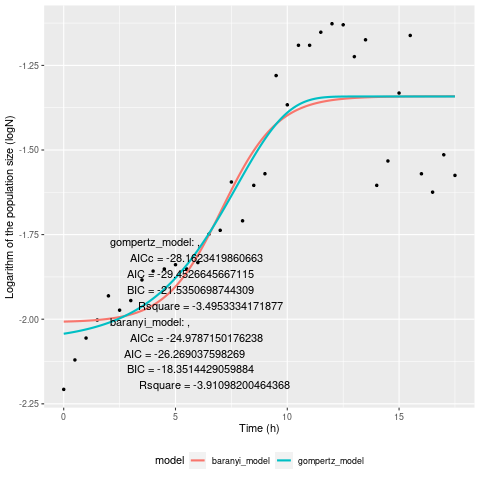 -1.25
-1.50
-1.75
-2.00
-2.25
Logarithm of the population size (logN)
gompertz_model: ,
AICc = -28.1623419860663
AIC = -29.4526645667115
BIC = -21.5350698744309
Rsquare = -3.4953334171877
baranyi_model: ,
AICc = -24.9787150176238
AIC = -26.269037598269
BIC = -18.3514429059884
Rsquare = -3.91098200464368
0 5 10 15
Time (h)
model baranyi_model gompertz_model